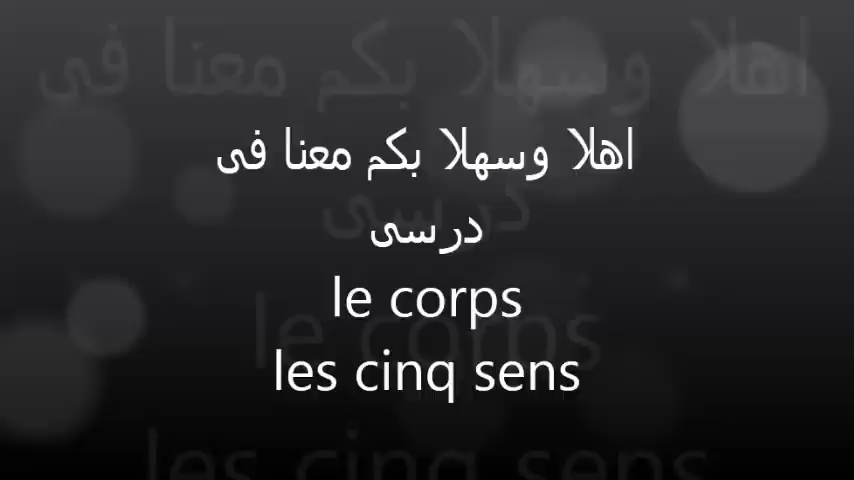 اهلا وسهلا بكم معنا فى
درسى
le corps
les cinq sens